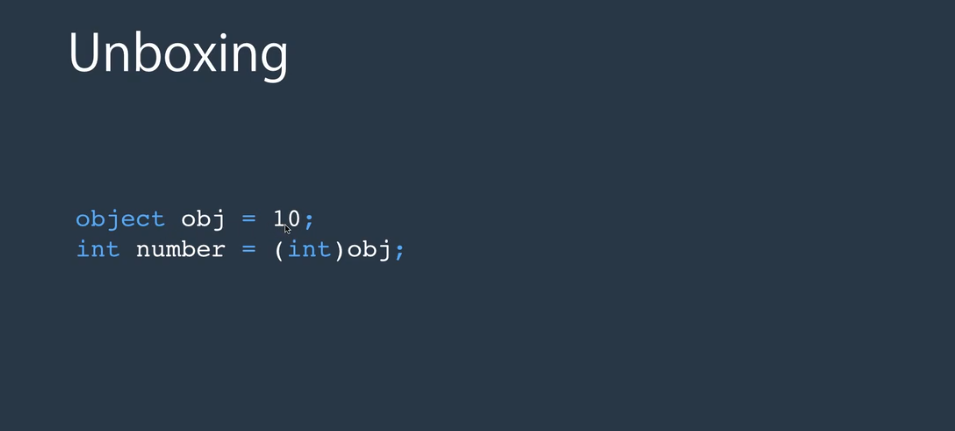 Unboxing
object obj = 10;
int number = (int)obj;